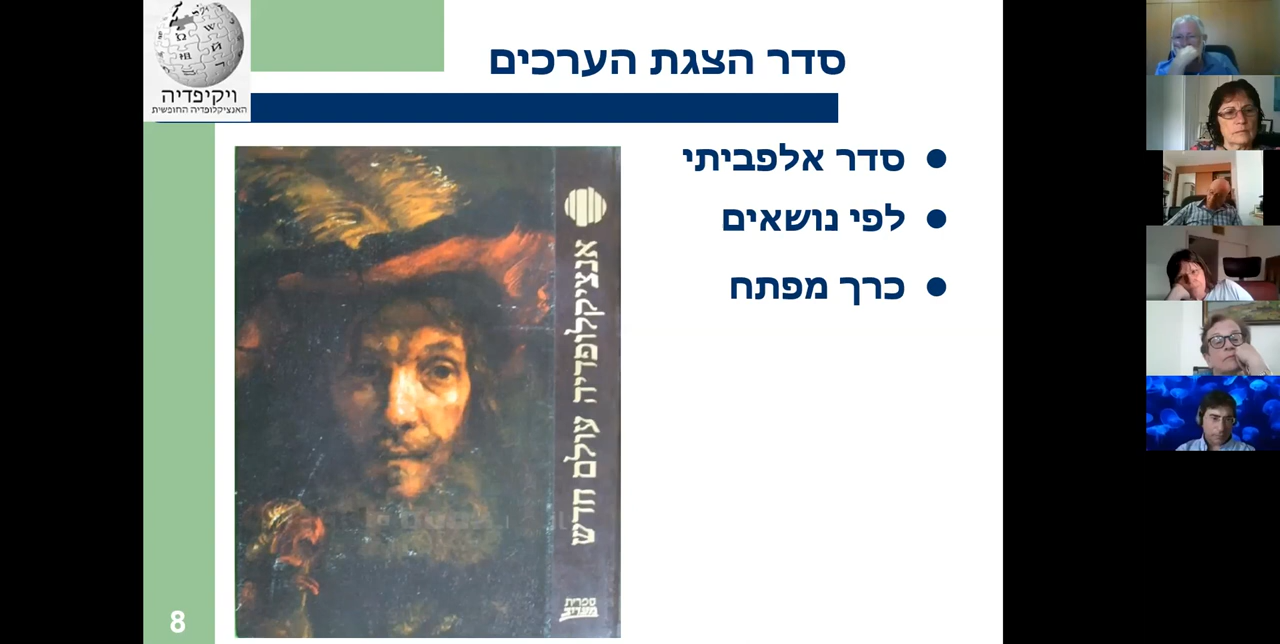 ויקיפדיה
האנציקלופדיה החופשית
סדר הצגת הערכים
סדר אלפביתי
לפי נושאים
כרך מפתח
אנציקלופדיה עולם חדש
ספרית
מעריב
8